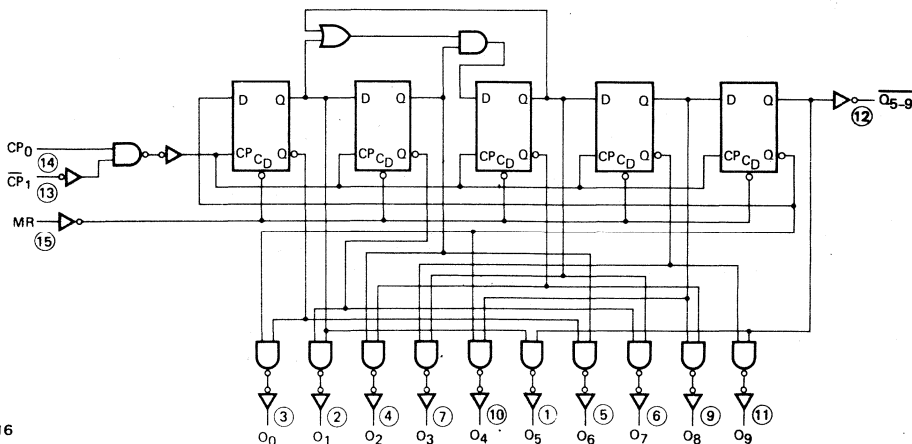 D Q D Q D Q D Q D Q
Q5-9
12
CP0
14
CP CD Q CP CD Q CP CD Q CP CD Q CP CD Q
CP1
13
MR
15
3 2 4 7 10 1 5 6 9 11
16
O0 O1 O2 O3 O4 O5 O6 O7 O8 O9